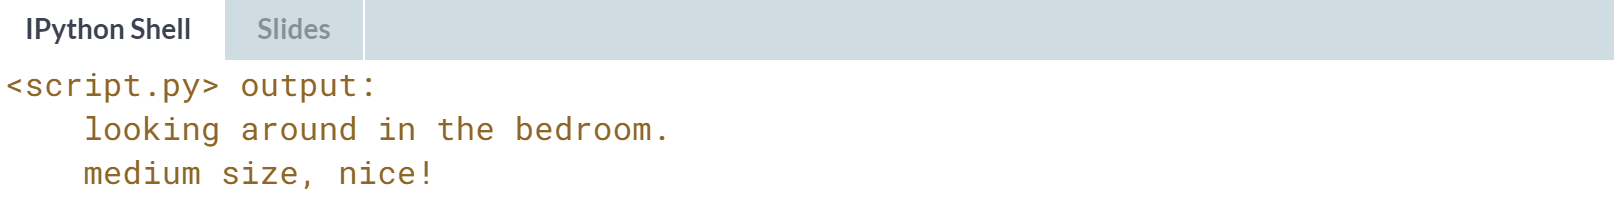 IPython Shell
Slides
<script.py> output:
looking around in the bedroom.
medium size, nice!